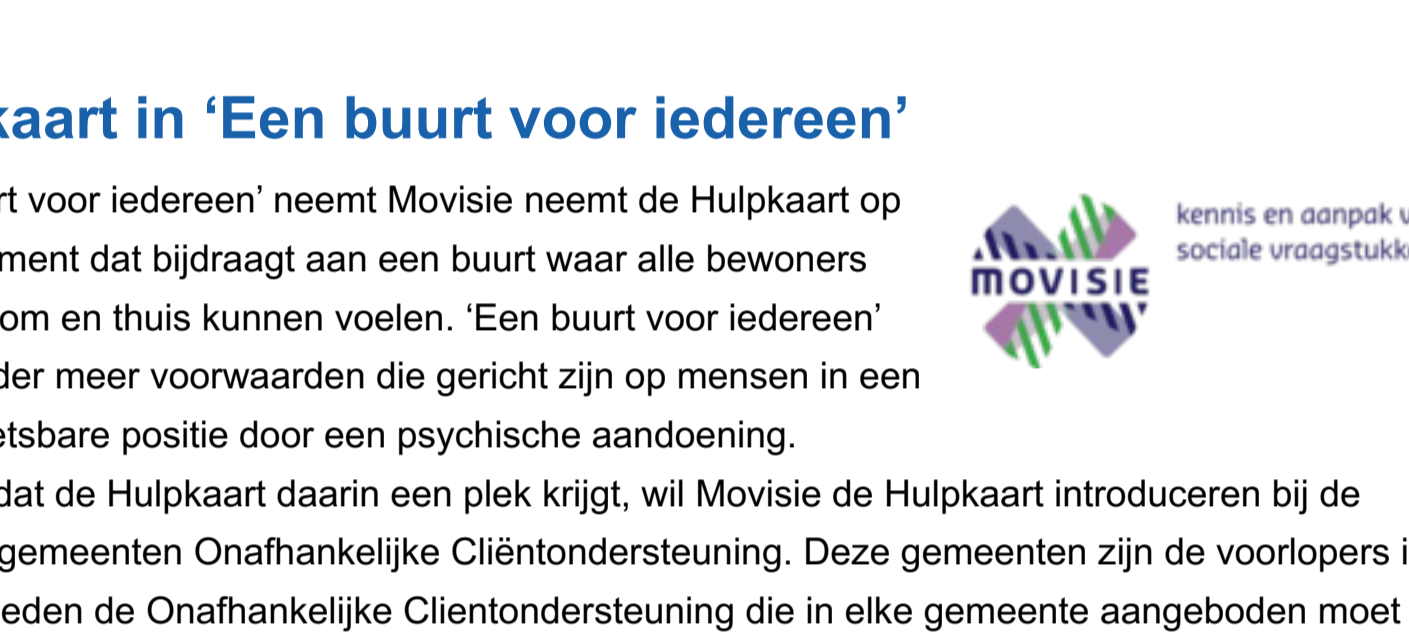 kaart in ‘Een buurt voor iedereen’
rt voor iedereen’ neemt Movisie neemt de Hulpkaart op
ment dat bijdraagt aan een buurt waar alle bewoners
om en thuis kunnen voelen. ‘Een buurt voor iedereen’
der meer voorwaarden die gericht zijn op mensen in een
etsbare positie door een psychische aandoening.
dat de Hulpkaart daarin een plek krijgt, wil Movisie de Hulpkaart introduceren bij de
gemeenten Onafhankelijke Cliëntondersteuning. Deze gemeenten zijn de voorlopers i
eden de Onafhankelijke Clientondersteuning die in elke gemeente aangeboden moet
MOVISIE
kennis en aanpak v
sociale vraagstukk